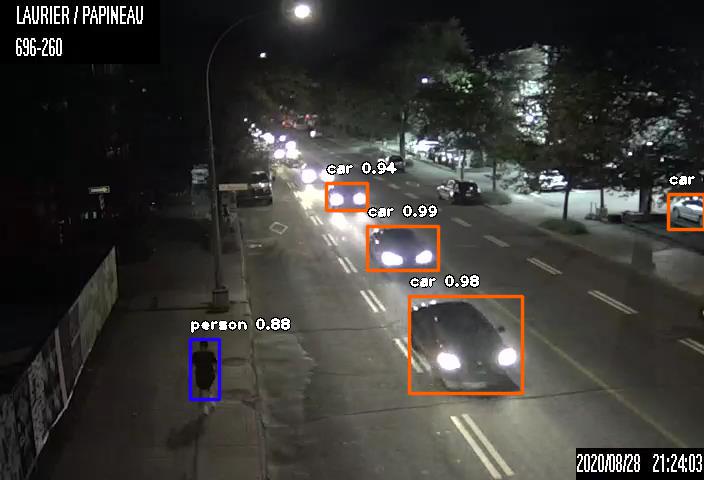 LAURIER / PAPINEAU
696-260
car 0.94
car
car 0.99
car 0.98
person 0.88
2020/08/28 21:24:03